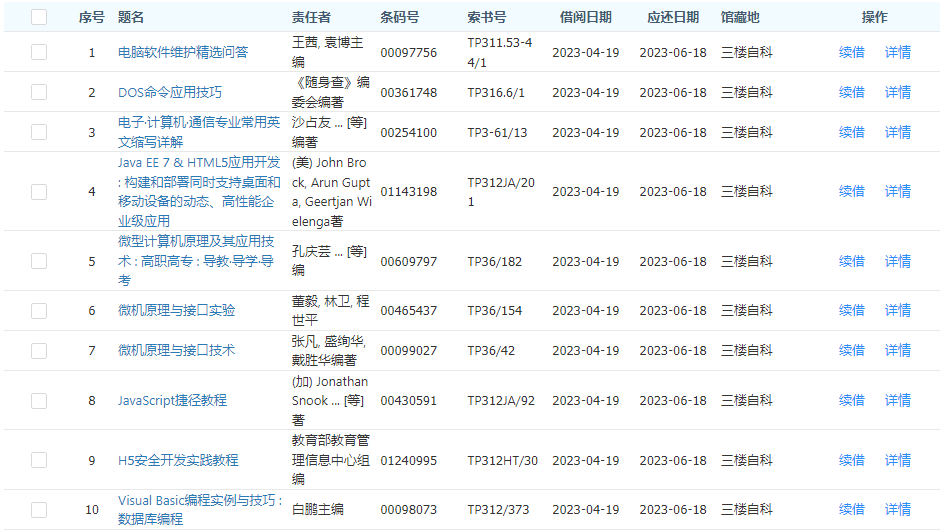 序号 题名 责任者 条码号 索书号 借阅日期 应还日期 馆藏地 操作
1 电脑软件维护精选问答 王茜, 袁博主编 00097756 TP311.53-44/1 2023-04-19 2023-06-18 三楼自科 续借 详情
2 DOS命令应用技巧 《随身查》编委会编著 00361748 TP316.6/1 2023-04-19 2023-06-18 三楼自科 续借 详情
3 电子·计算机·通信专业常用英文缩写详解 沙占友 ... [等]编著 00254100 TP3-61/13 2023-04-19 2023-06-18 三楼自科 续借 详情
4 Java EE 7 & HTML5应用开发 : 构建和部署同时支持桌面和移动设备的动态、高性能企业级应用 (美) John Brock, Arun Gupta, Geertjan Wielenga著 01143198 TP312JA/201 2023-04-19 2023-06-18 三楼自科 续借 详情
5 微型计算机原理及其应用技术 : 高职高专 : 导教·导学·导考 孔庆芸 ... [等]编 00609797 TP36/182 2023-04-19 2023-06-18 三楼自科 续借 详情
6 微机原理与接口实验 董毅, 林卫, 程世平 00465437 TP36/154 2023-04-19 2023-06-18 三楼自科 续借 详情
7 微机原理与接口技术 张凡, 盛绚华, 戴胜华编著 00099027 TP36/42 2023-04-19 2023-06-18 三楼自科 续借 详情
8 JavaScript捷径教程 (加) Jonathan Snook ... [等]著 00430591 TP312JA/92 2023-04-19 2023-06-18 三楼自科 续借 详情
9 H5安全开发实践教程 教育部教育管理信息中心组编 01240995 TP312HT/30 2023-04-19 2023-06-18 三楼自科 续借 详情
10 Visual Basic编程实例与技巧 : 数据库编程 白鹏主编 00098073 TP312/373 2023-04-19 2023-06-18 三楼自科 续借 详情